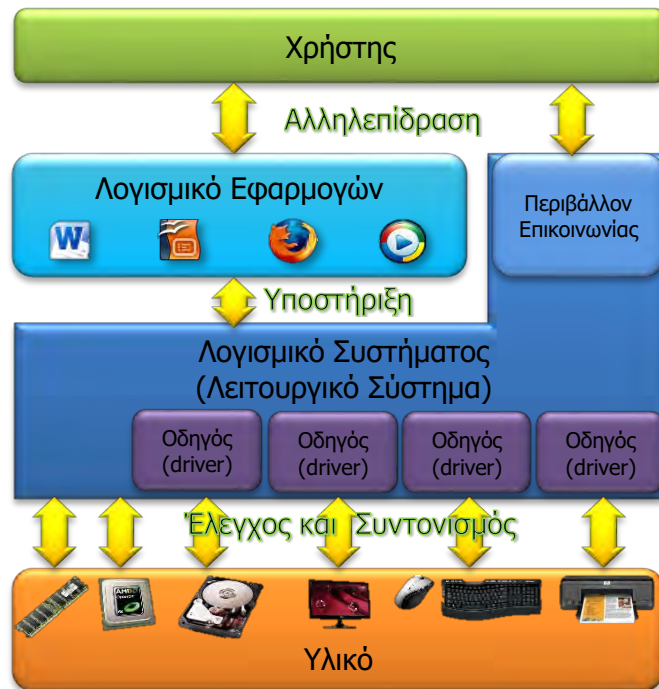 Χρήστης
Αλληλεπίδραση
Λογισμικό Εφαρμογών
W
Περιβάλλον
Επικοινωνίας
Υποστήριξη
Λογισμικό Συστήματος
(Λειτουργικό Σύστημα)
Οδηγός
(driver)
Οδηγός
(driver)
Οδηγός
(driver)
Οδηγός
(driver)
Έλεγχος και Συντονισμός
AMD
Υλικό